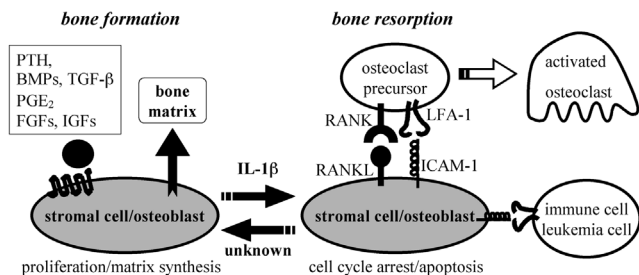 bone formation
bone resorption
PTH,
BMPs, TGF-β
PGE₂
FGFs, IGFs
bone
matrix
osteoclast
precursor
activated
osteoclast
RANK
LFA-1
RANKL
ICAM-1
IL-1β
stromal cell/osteoblast
stromal cell/osteoblast
immune cell
leukemia cell
unknown
proliferation/matrix synthesis
cell cycle arrest/apoptosis